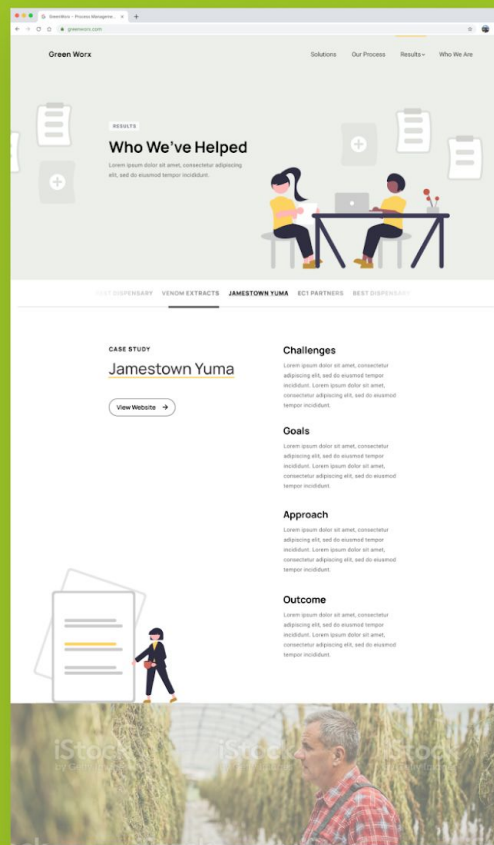 GreenWorx - Process Manageme...
greenworx.com
Green Worx
Solutions
Our Process
Results
Who We Are
RESULTS
Who We've Helped
Lorem ipsum dolor sit amet, consectetur adipiscing
elit, sed do eiusmod tempor incididunt.
BEST DISPENSARY
VENOM EXTRACTS
JAMESTOWN YUMA
EC1 PARTNERS
BEST DISPENSARY
CASE STUDY
Jamestown Yuma
View Website
Challenges
Lorem ipsum dolor sit amet, consectetur
adipiscing elit, sed do eiusmod tempor
incididunt. Lorem ipsum dolor sit amet,
consectetur adipiscing elit, sed do eiusmod
tempor incididunt.
Goals
Lorem ipsum dolor sit amet, consectetur
adipiscing elit, sed do eiusmod tempor
incididunt. Lorem ipsum dolor sit amet,
consectetur adipiscing elit, sed do eiusmod
tempor incididunt.
Approach
Lorem ipsum dolor sit amet, consectetur
adipiscing elit, sed do eiusmod tempor
incididunt. Lorem ipsum dolor sit amet,
consectetur adipiscing elit, sed do eiusmod
tempor incididunt.
Outcome
Lorem ipsum dolor sit amet, consectetur
adipiscing elit, sed do eiusmod tempor
incididunt. Lorem ipsum dolor sit amet,
consectetur adipiscing elit, sed do eiusmod
tempor incididunt.
iStock
iStock
iStock